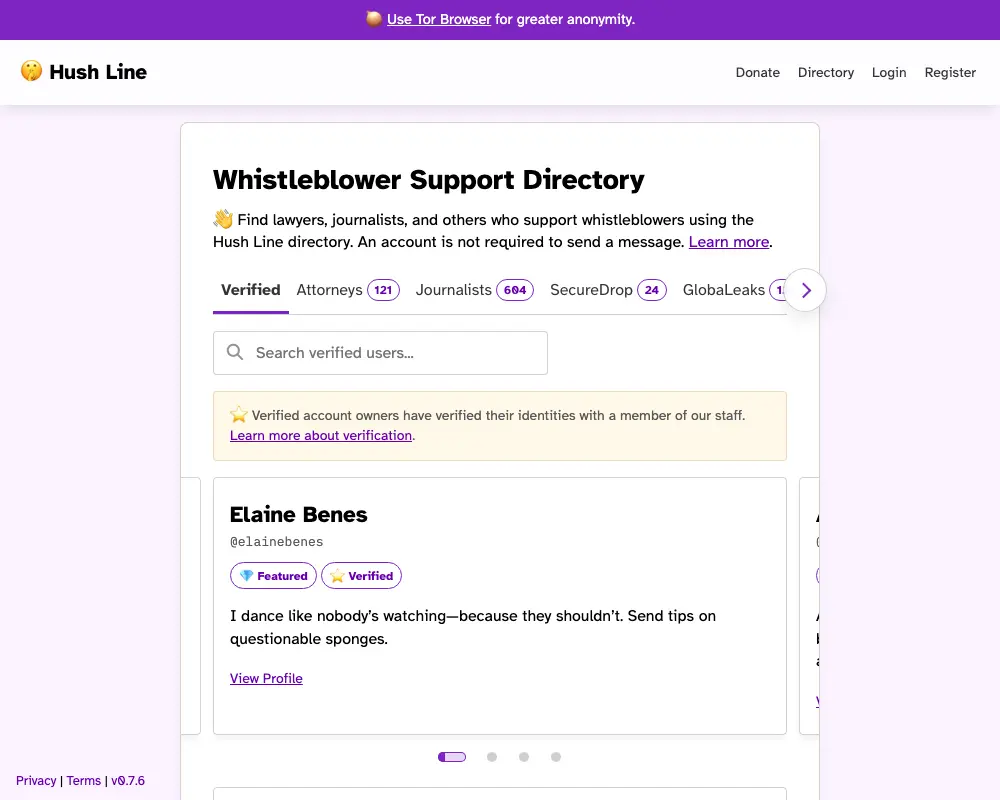 Use Tor Browser for greater anonymity.
Hush Line
Donate Directory Login Register
Whistleblower Support Directory
👋 Find lawyers, journalists, and others who support whistleblowers using the
Hush Line directory. An account is not required to send a message. Learn more.
Verified Attorneys 121 Journalists 604 SecureDrop 24 GlobaLeaks
Search verified users...
⭐ Verified account owners have verified their identities with a member of our staff.
Learn more about verification.
Elaine Benes
@elainebenes
💎 Featured ⭐ Verified
I dance like nobody’s watching—because they shouldn’t. Send tips on
questionable sponges.
View Profile
Privacy | Terms | v0.7.6